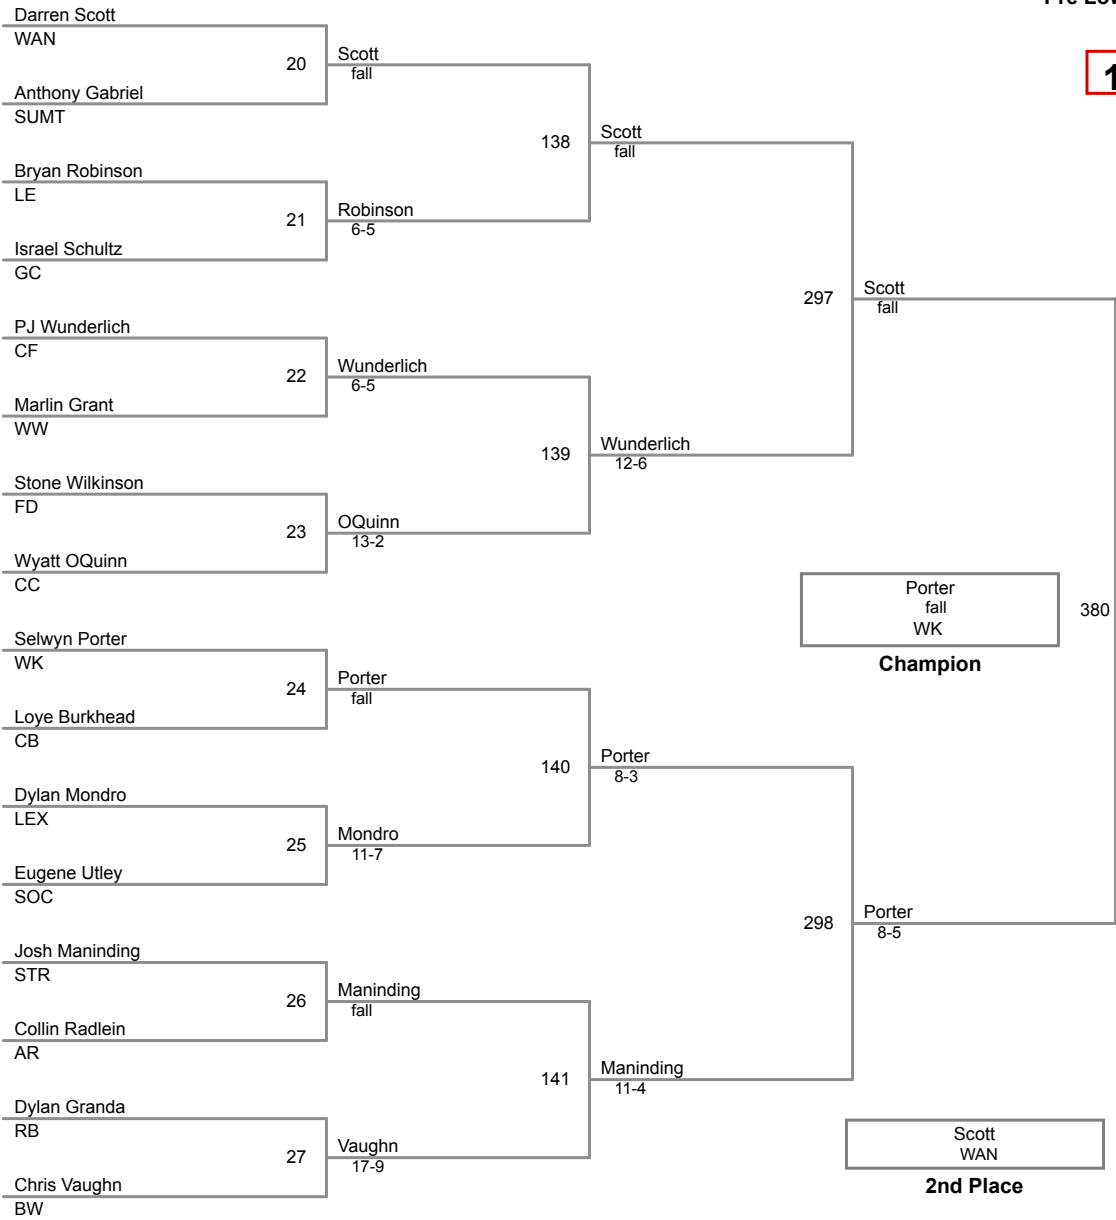 Darren Scott
WAN
20
Scott
fall
Anthony Gabriel
SUMT
138
Scott
fall
Bryan Robinson
LE
21
Robinson
6-5
Israel Schultz
GC
297
Scott
fall
PJ Wunderlich
CF
22
Wunderlich
6-5
Marlin Grant
WW
139
Wunderlich
12-6
Stone Wilkinson
FD
23
OQuinn
13-2
Wyatt OQuinn
CC
Porter
fall
WK
380
Champion
Selwyn Porter
WK
24
Porter
fall
Loye Burkhead
CB
140
Porter
8-3
Dylan Mondro
LEX
25
Mondro
11-7
Eugene Utley
SOC
298
Porter
8-5
Josh Maninding
STR
26
Maninding
fall
Collin Radlein
AR
141
Maninding
11-4
Dylan Granda
RB
27
Vaughn
17-9
Chris Vaughn
BW
Scott
WAN
2nd Place